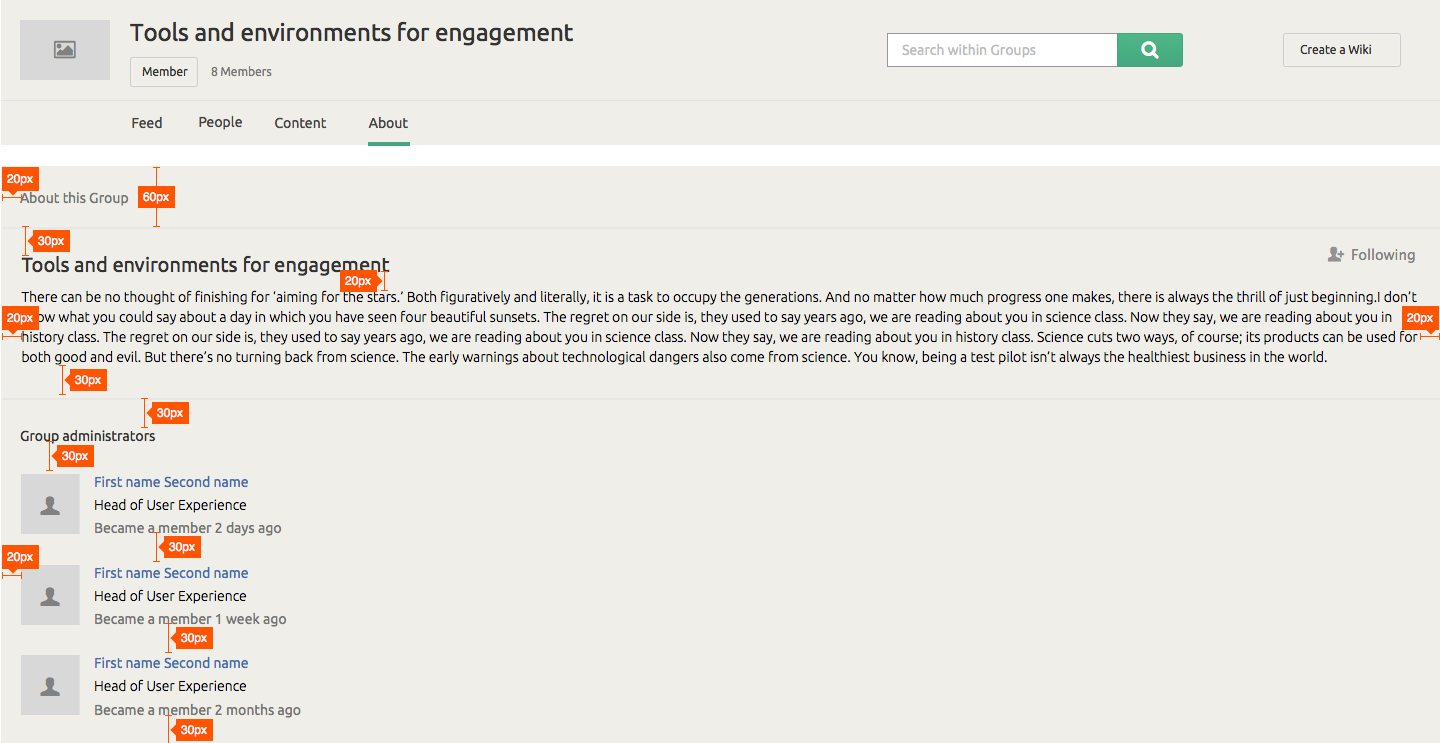 Tools and environments for engagement
Member 8 Members
Search within Groups
Create a Wiki
Feed People Content About
20px
About this Group 60px
30px
Following
Tools and environments for engagement
20px
There can be no thought of finishing for ‘aiming for the stars.’ Both figuratively and literally, it is a task to occupy the generations. And no matter how much progress one makes, there is always the thrill of just beginning.I don’t
20px what you could say about a day in which you have seen four beautiful sunsets. The regret on our side is, they used to say years ago, we are reading about you in science class. Now they say, we are reading about you in 20px
history class. The regret on our side is, they used to say years ago, we are reading about you in science class. Now they say, we are reading about you in history class. Science cuts two ways, of course; its products can be used for
both good and evil. But there’s no turning back from science. The early warnings about technological dangers also come from science. You know, being a test pilot isn’t always the healthiest business in the world.
30px
30px
Group administrators
30px
First name Second name
Head of User Experience
Became a member 2 days ago
30px
20px
First name Second name
Head of User Experience
Became a member 1 week ago
30px
First name Second name
Head of User Experience
Became a member 2 months ago
30px